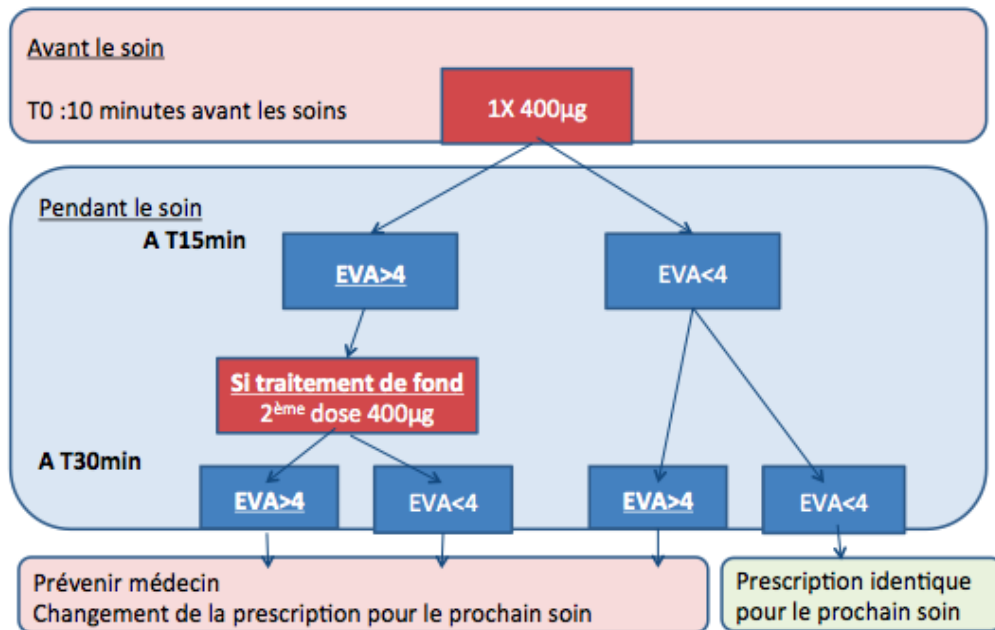 Avant le soin
T0 :10 minutes avant les soins
1X 400µg
Pendant le soin
A T15min
EVA>4
EVA<4
Si traitement de fond
2ème dose 400µg
A T30min
EVA>4
EVA<4
EVA>4
EVA<4
Prévenir médecin
Changement de la prescription pour le prochain soin
Prescription identique
pour le prochain soin